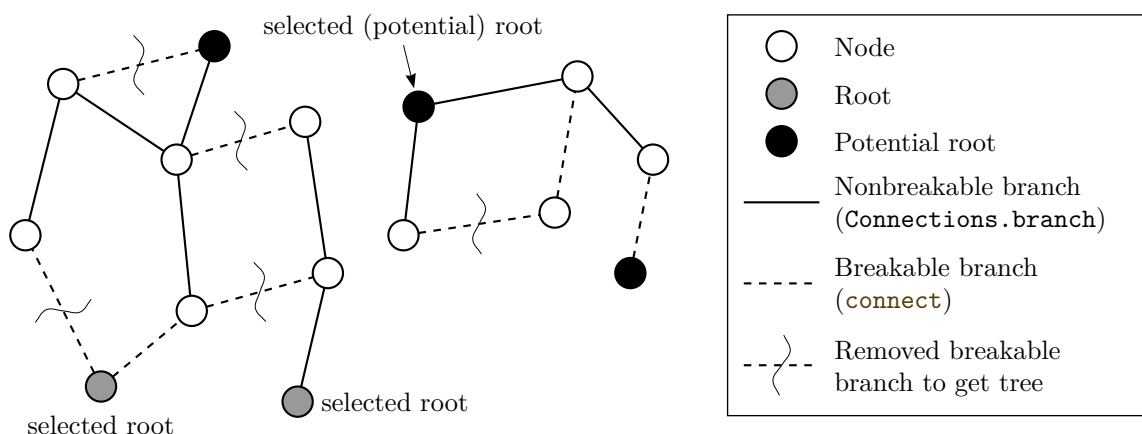 selected (potential) root
selected root
selected root
Node
Root
Potential root
Nonbreakable branch
(Connections.branch)
Breakable branch
(connect)
Removed breakable
branch to get tree